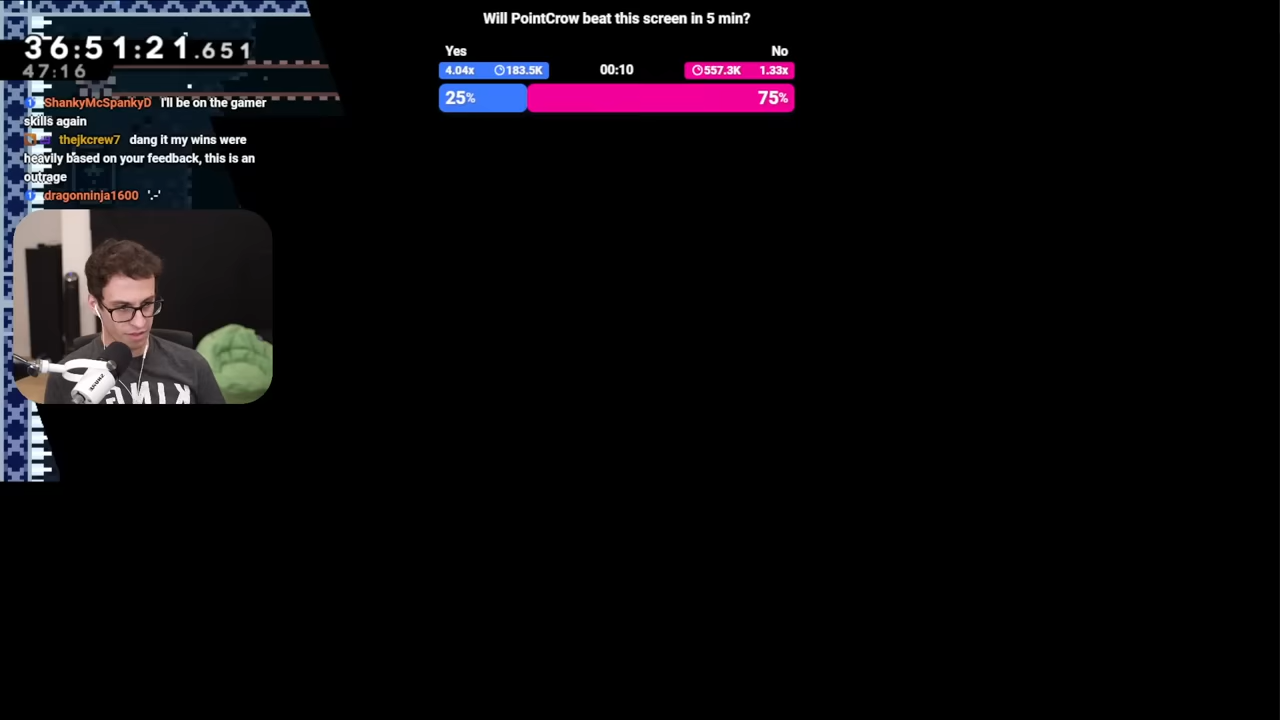 Will PointCrow beat this screen in 5 min?
Yes
No
4.04x 183.5K
00:10
557.3K 1.33x
25%
75%
36:51:21.651
47:16
ShankyMcSpankyD I'll be on the gamer
skills again
thejkcrew7 dang it my wins were
heavily based on your feedback, this is an
outrage
dragonninja1600 '.-'
KING